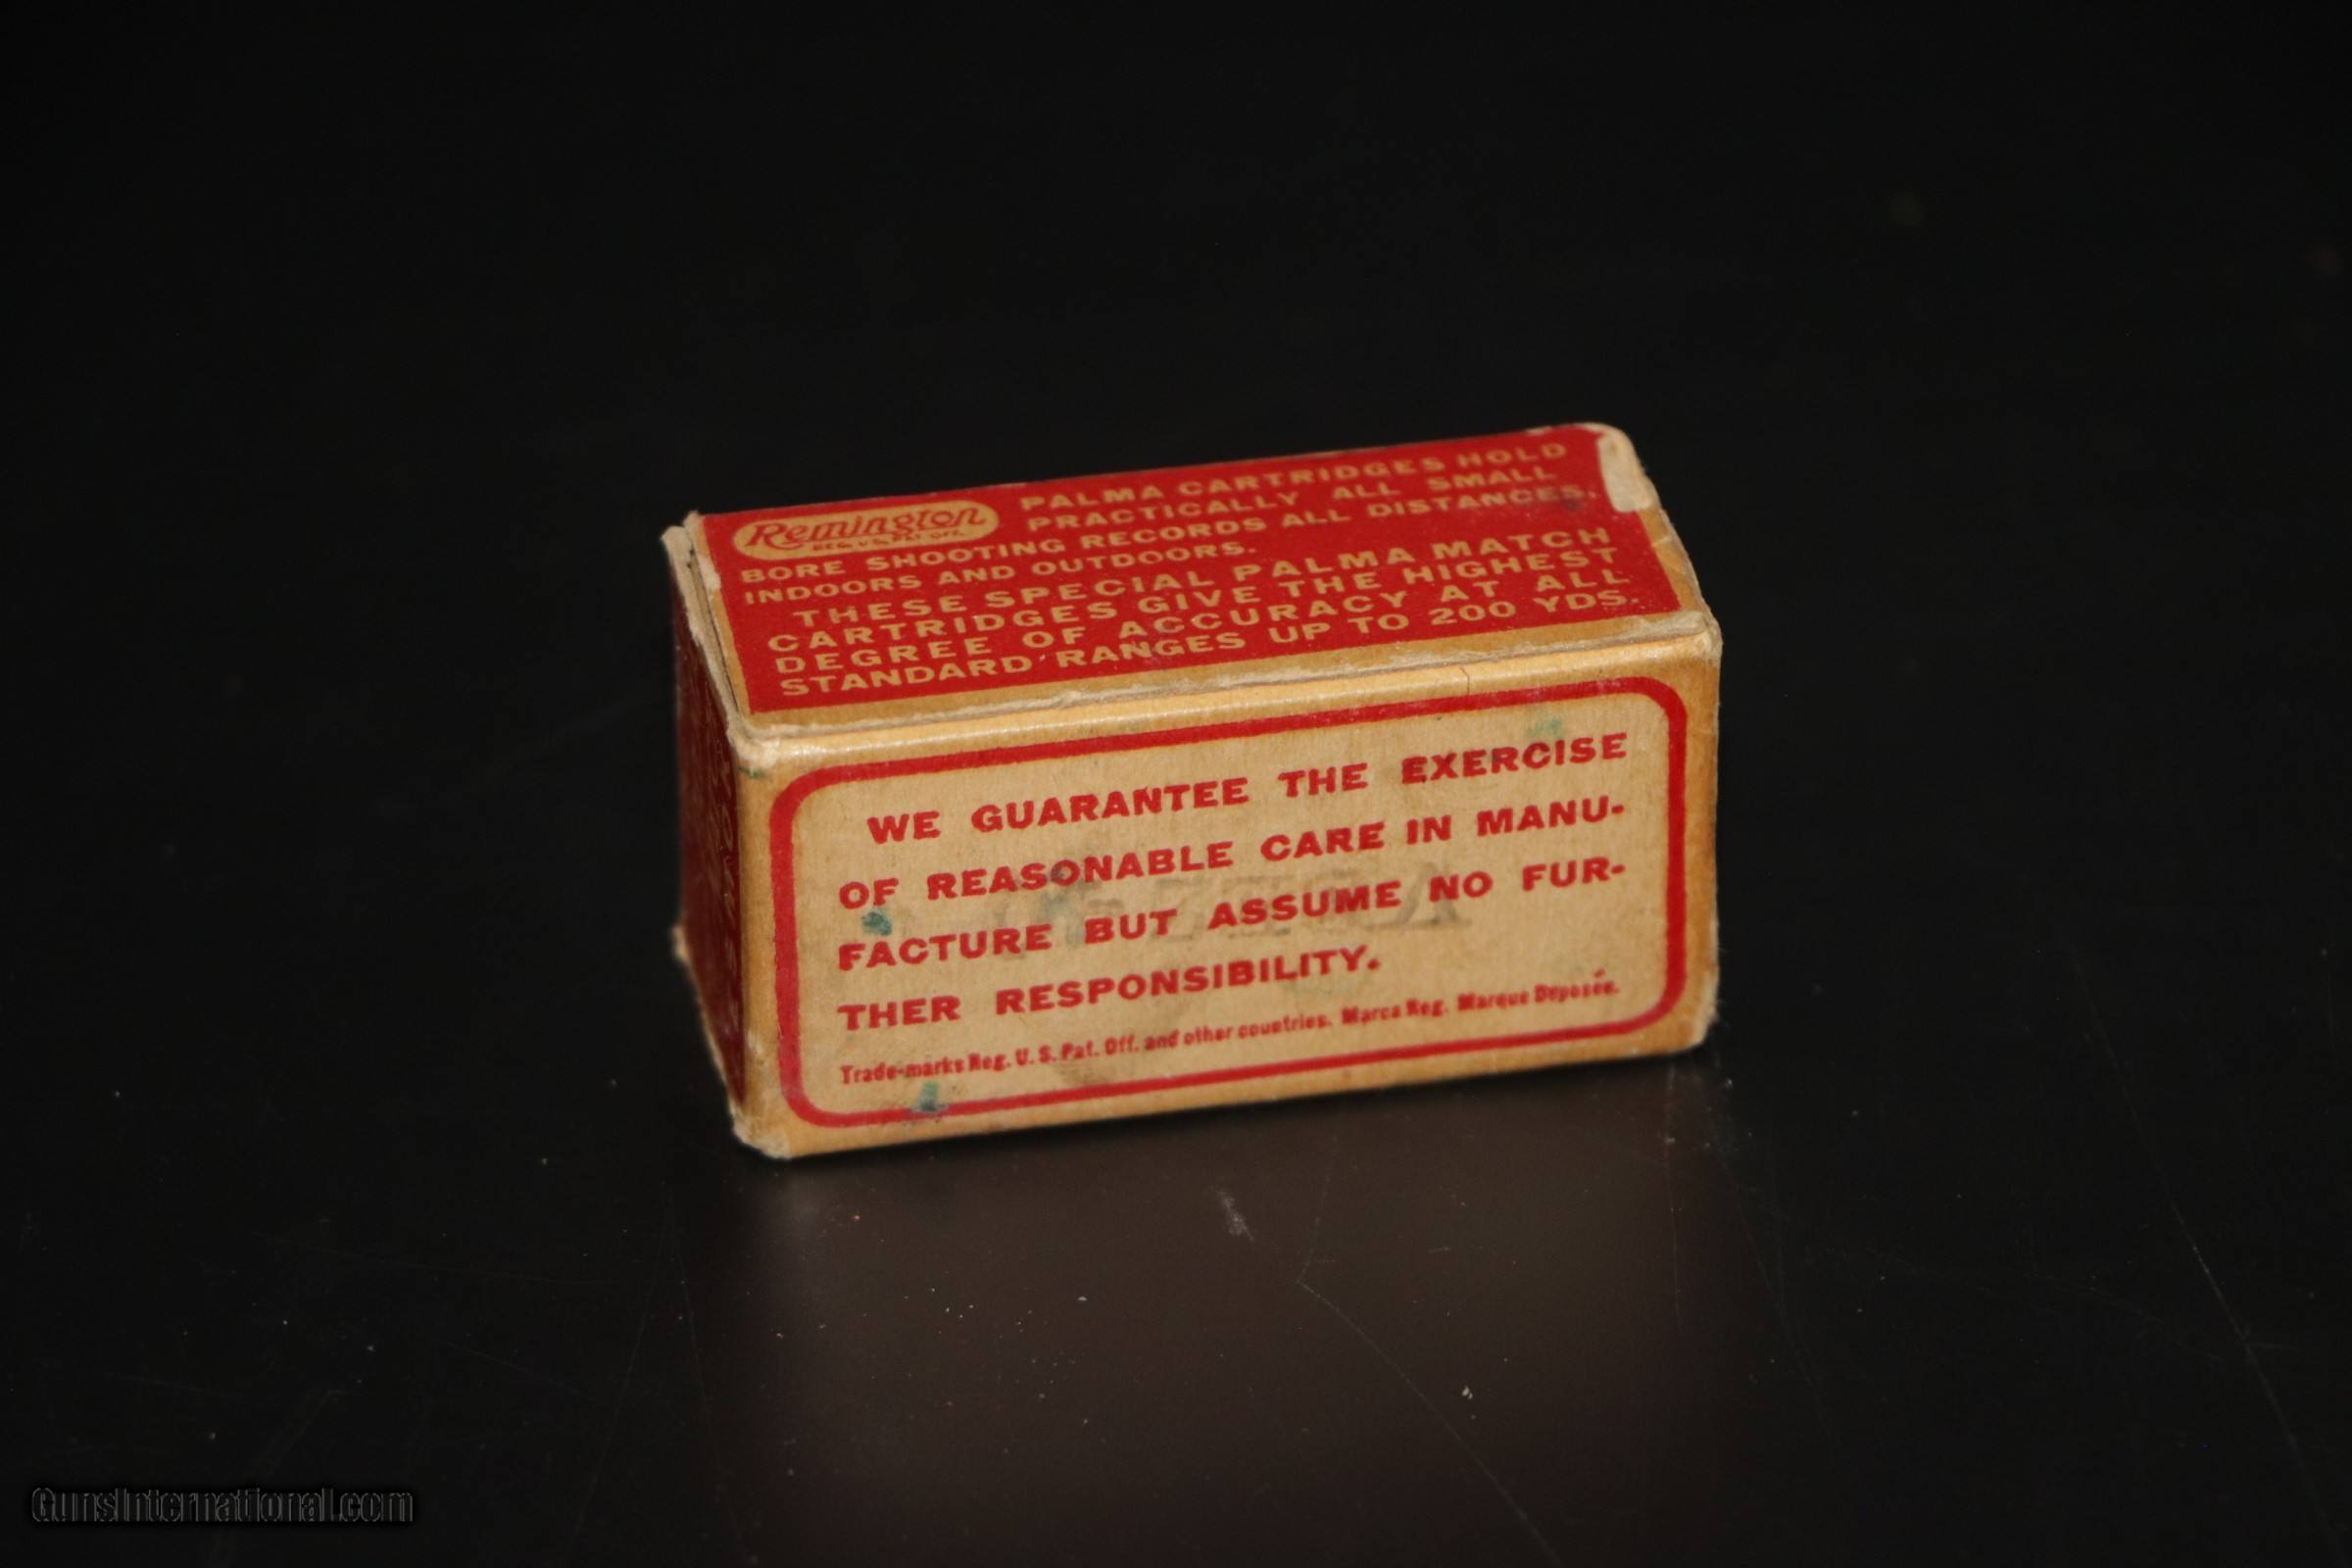 Remington
REG. U.S. PAT. OFF.
PALMA CARTRIDGES HOLD
PRACTICALLY ALL SMALL
BORE SHOOTING RECORDS ALL DISTANCES,
INDOORS AND OUTDOORS.
THESE SPECIAL PALMA MATCH
CARTRIDGES GIVE THE HIGHEST
DEGREE OF ACCURACY AT ALL
STANDARD RANGES UP TO 200 YDS.
WE GUARANTEE THE EXERCISE
OF REASONABLE CARE IN MANU-
FACTURE BUT ASSUME NO FUR-
THER RESPONSIBILITY.
Trade-marks Reg. U. S. Pat. Off. and other countries. Marca Reg. Marque Deposée.
GunsInternational.com